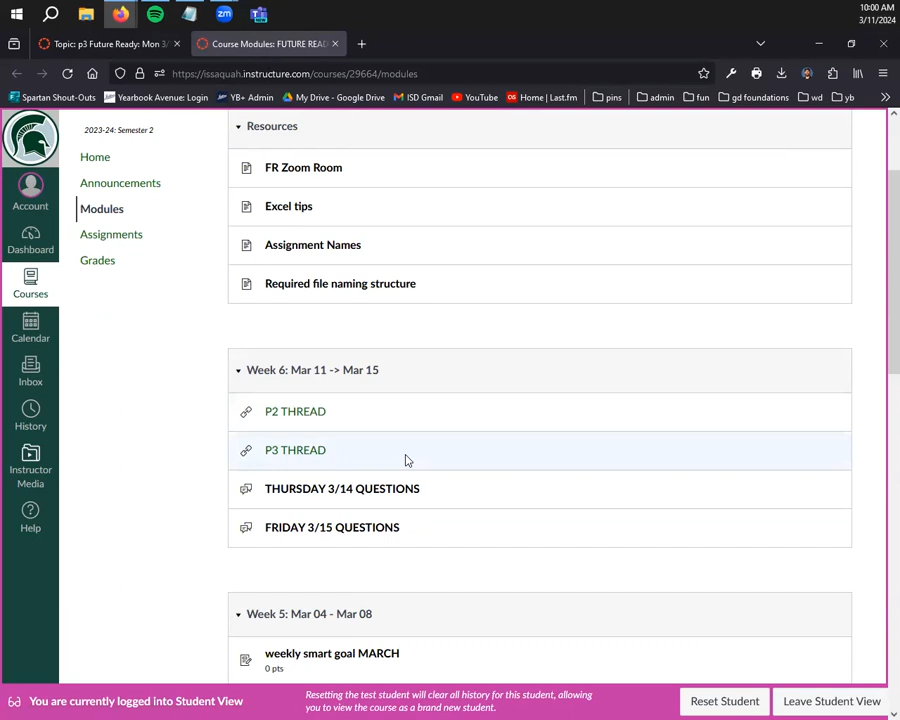 10:00 AM
3/11/2024
Topic: p3 Future Ready: Mon 3/
Course Modules: FUTURE READ
https://issaquah.instructure.com/courses/29664/modules
Spartan Shout-Outs
Yearbook Avenue: Login
YB+ Admin
My Drive - Google Drive
ISD Gmail
YouTube
Home | Last.fm
pins
admin
fun
gd foundations
wd
yb
Account
Dashboard
Courses
Calendar
Inbox
History
Instructor
Media
Help
2023-24: Semester 2
Home
Announcements
Modules
Assignments
Grades
Resources
FR Zoom Room
Excel tips
Assignment Names
Required file naming structure
Week 6: Mar 11 -> Mar 15
P2 THREAD
P3 THREAD
THURSDAY 3/14 QUESTIONS
FRIDAY 3/15 QUESTIONS
Week 5: Mar 04 - Mar 08
weekly smart goal MARCH
0 pts
You are currently logged into Student View
Resetting the test student will clear all history for this student, allowing
you to view the course as a brand new student.
Reset Student
Leave Student View